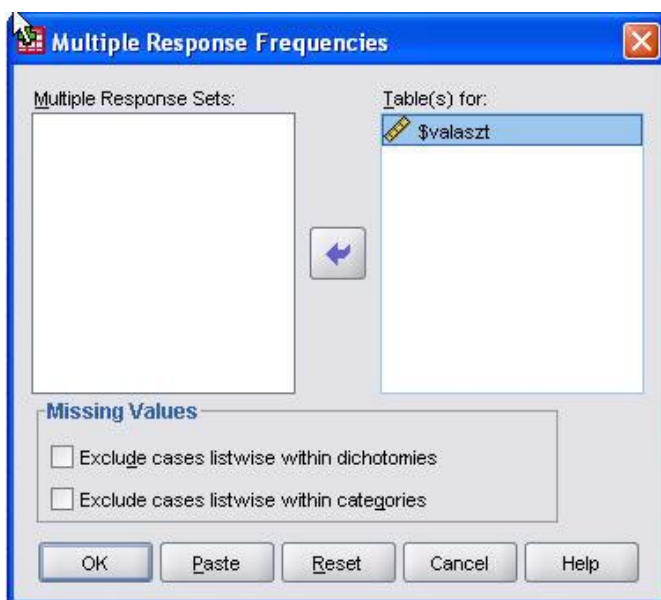 Multiple Response Frequencies
Multiple Response Sets:
Table(s) for:
$valaszt
Missing Values
Exclude cases listwise within dichotomies
Exclude cases listwise within categories
OK Paste Reset Cancel Help